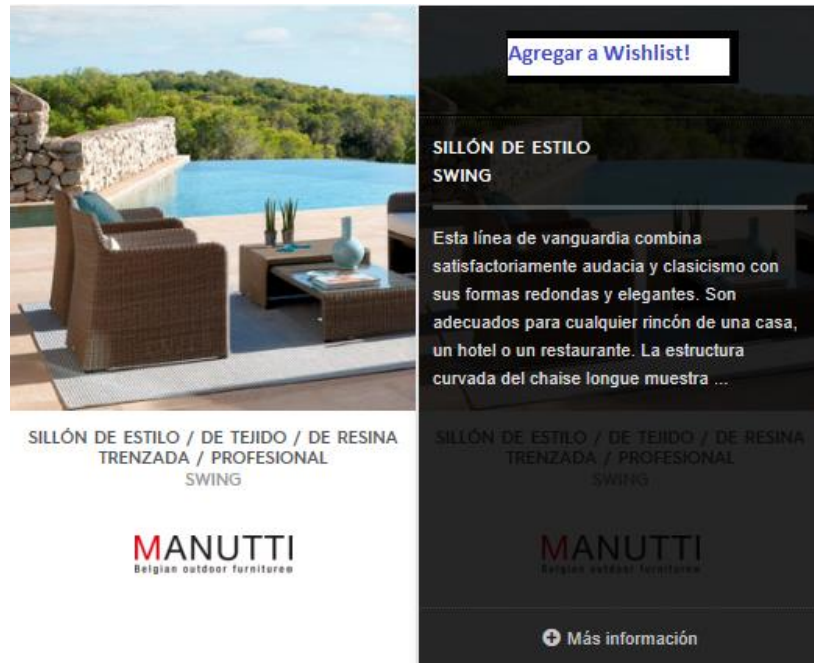 SILLÓN DE ESTILO / DE TEJIDO / DE RESINA
TRENZADA / PROFESIONAL
SWING
MANUTTI
Belgian outdoor furniture®
Agregar a Wishlist!
SILLÓN DE ESTILO
SWING
Esta línea de vanguardia combina
satisfactoriamente audacia y clasicismo con
sus formas redondas y elegantes. Son
adecuados para cualquier rincón de una casa,
un hotel o un restaurante. La estructura
curvada del chaise longue muestra ...
SILLÓN DE ESTILO / DE TEJIDO / DE RESINA
TRENZADA / PROFESIONAL
SWING
MANUTTI
Belgian outdoor furniture®
Más información